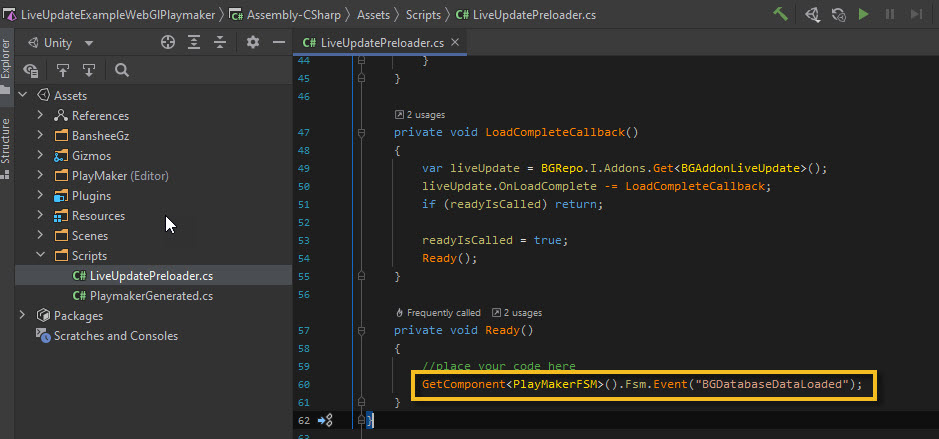 LiveUpdateExampleWebGlPlaymaker
Assembly-CSharp
Assets
Scripts
LiveUpdatePreloader.cs
Explorer
Structure
Unity
Assets
References
BansheeGz
Gizmos
PlayMaker (Editor)
Plugins
Resources
Scenes
Scripts
C# LiveUpdatePreloader.cs
C# PlaymakerGenerated.cs
Packages
Scratches and Consoles
C# LiveUpdatePreloader.cs
44 }
45 }
46
2 usages
47 private void LoadCompleteCallback()
48 {
49 var liveUpdate = BGRepo.I.Addons.Get<BGAddonLiveUpdate>();
50 liveUpdate.OnLoadComplete -= LoadCompleteCallback;
51 if (readyIsCalled) return;
52
53 readyIsCalled = true;
54 Ready();
55 }
56
Frequently called 2 usages
57 private void Ready()
58 {
59 //place your code here
60 GetComponent<PlayMakerFSM>().Fsm.Event("BGDatabaseDataLoaded");
61 }
62 }
63